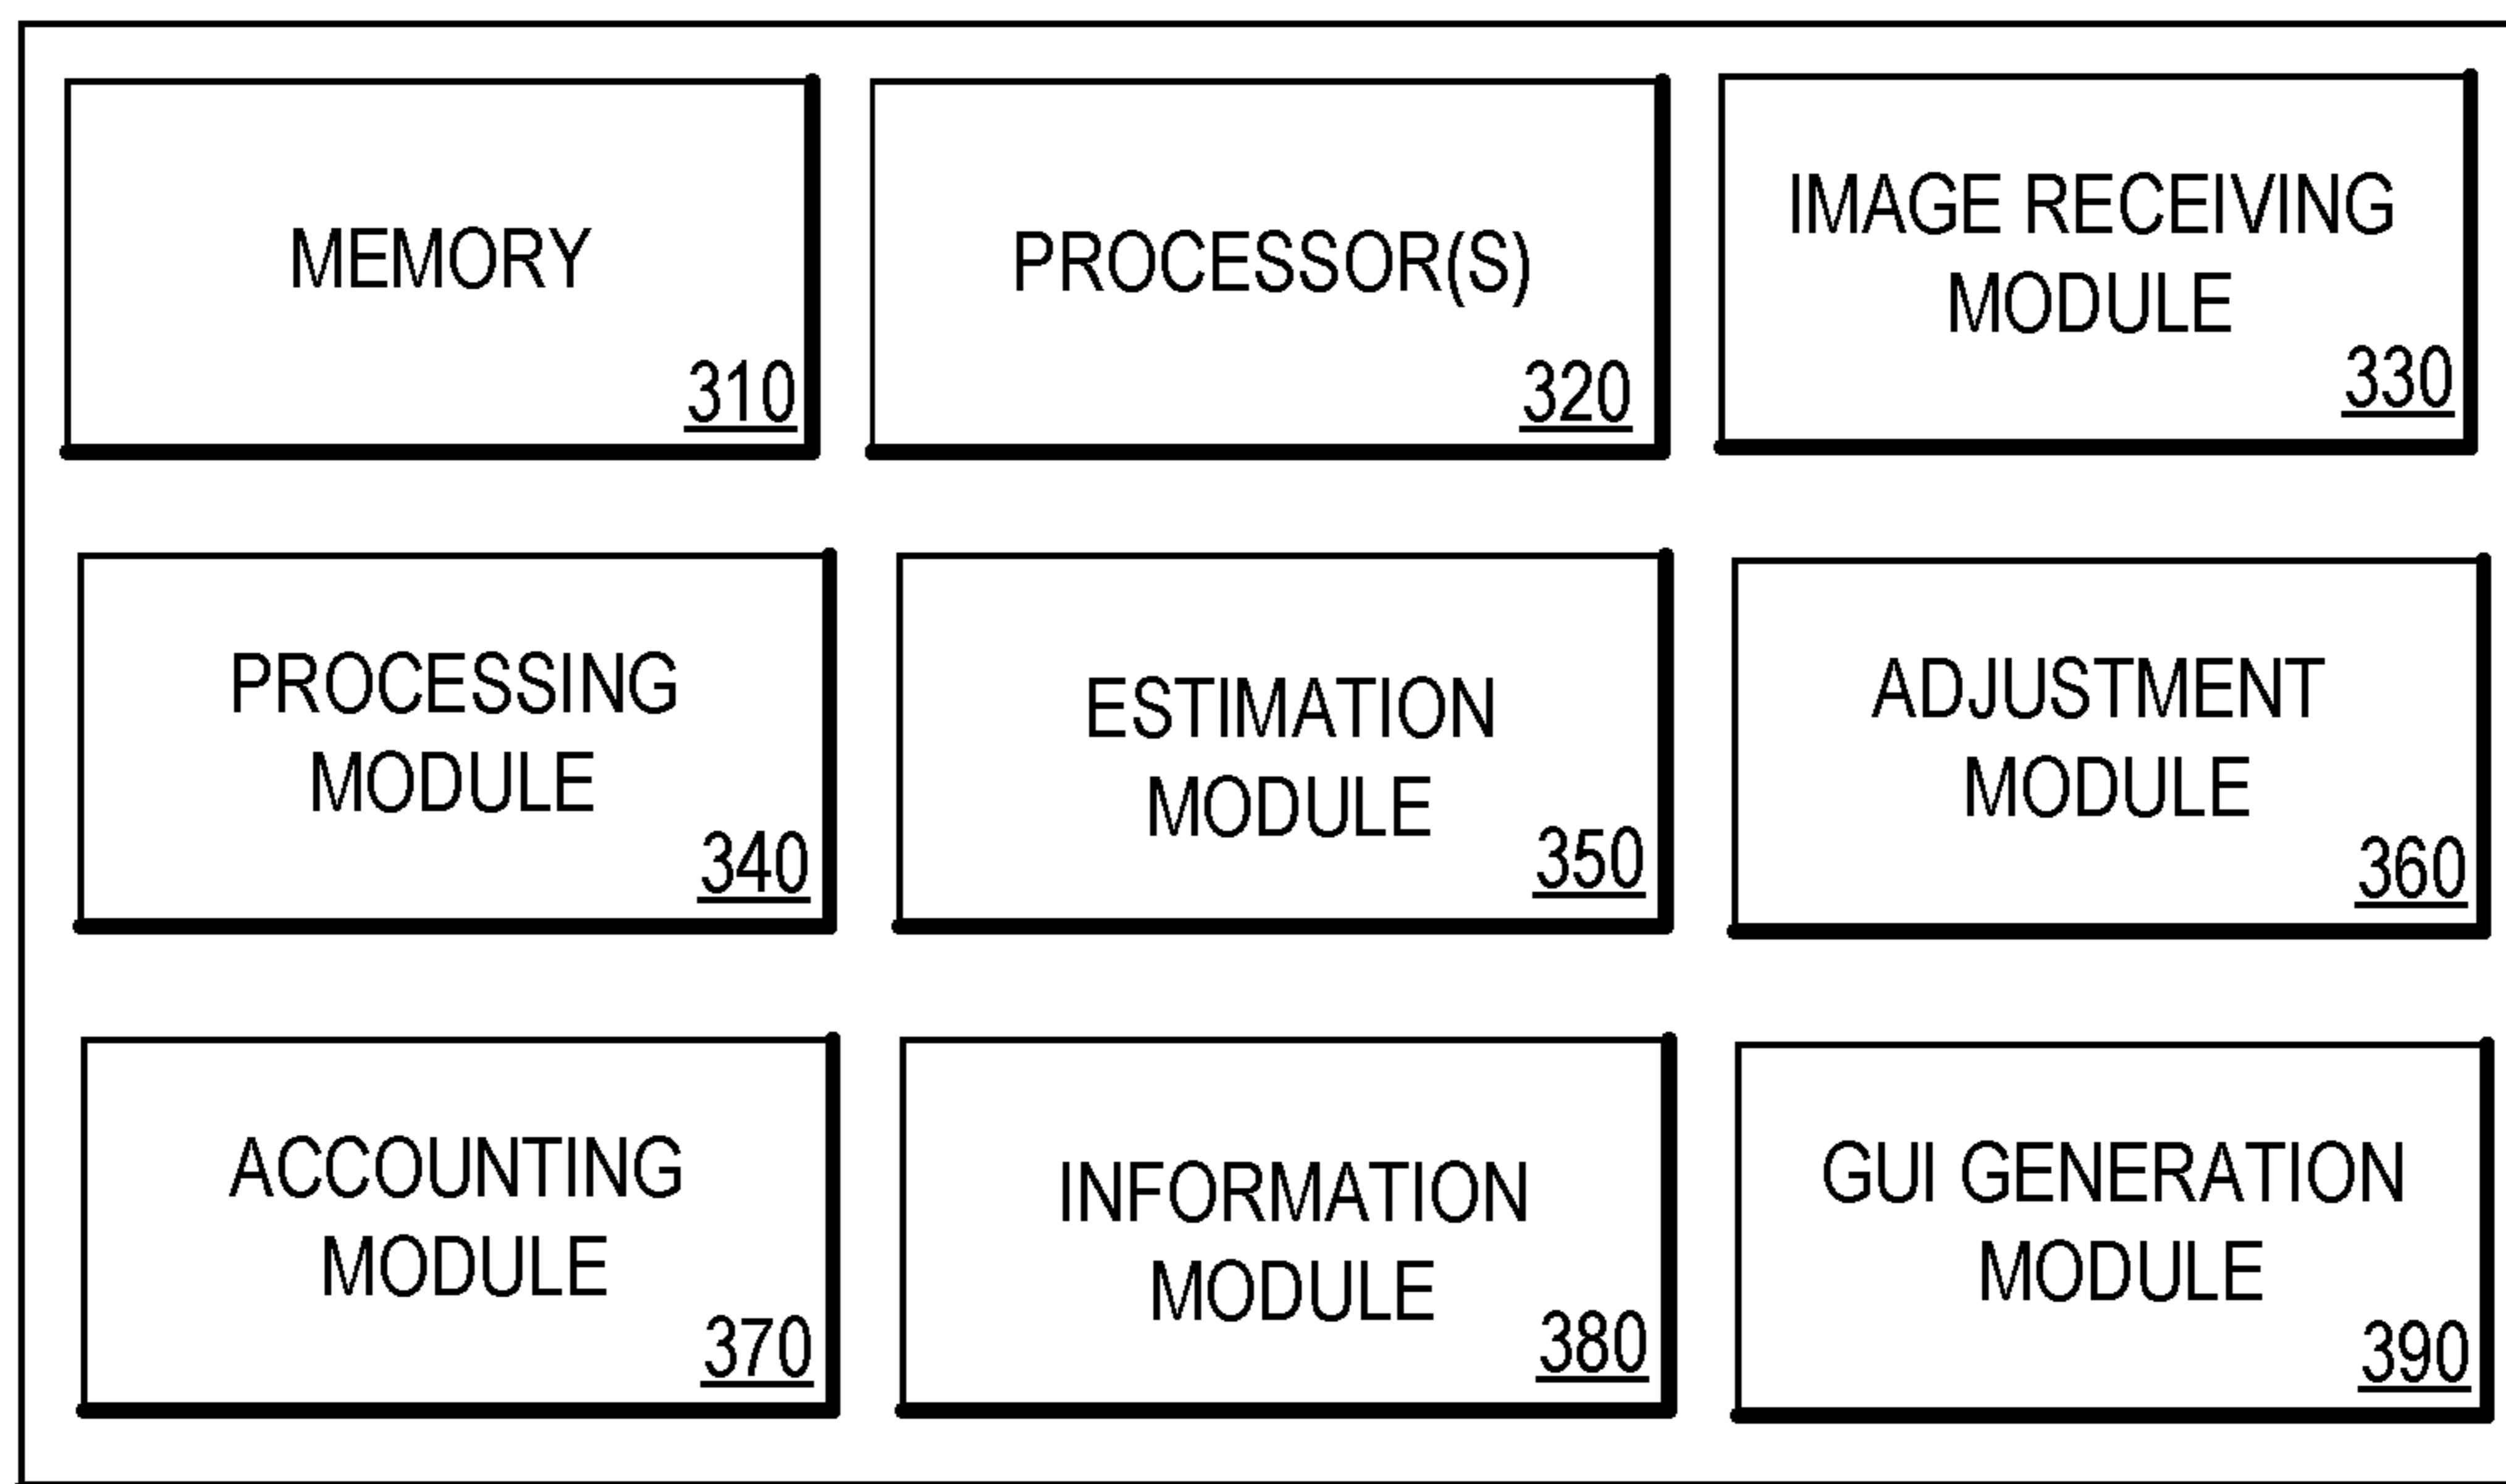 MEMORY
310
PROCESSOR(S)
320
IMAGE RECEIVING
MODULE
330
PROCESSING
MODULE
340
ESTIMATION
MODULE
350
ADJUSTMENT
MODULE
360
ACCOUNTING
MODULE
370
INFORMATION
MODULE
380
GUI GENERATION
MODULE
390